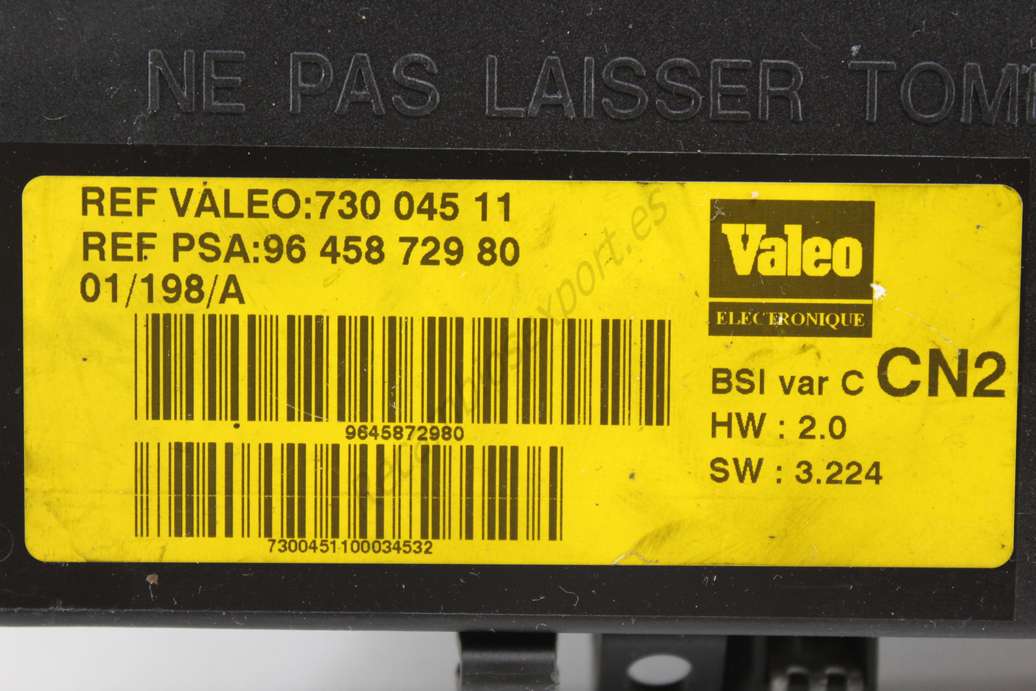 NE PAS LAISSER TOM
REF VALEO:730 045 11
REF PSA:96 458 729 80
01/198/A
9645872980
7300451100034532
Valeo
ELECTRONIQUE
BSI var C CN2
HW : 2.0
SW : 3.224